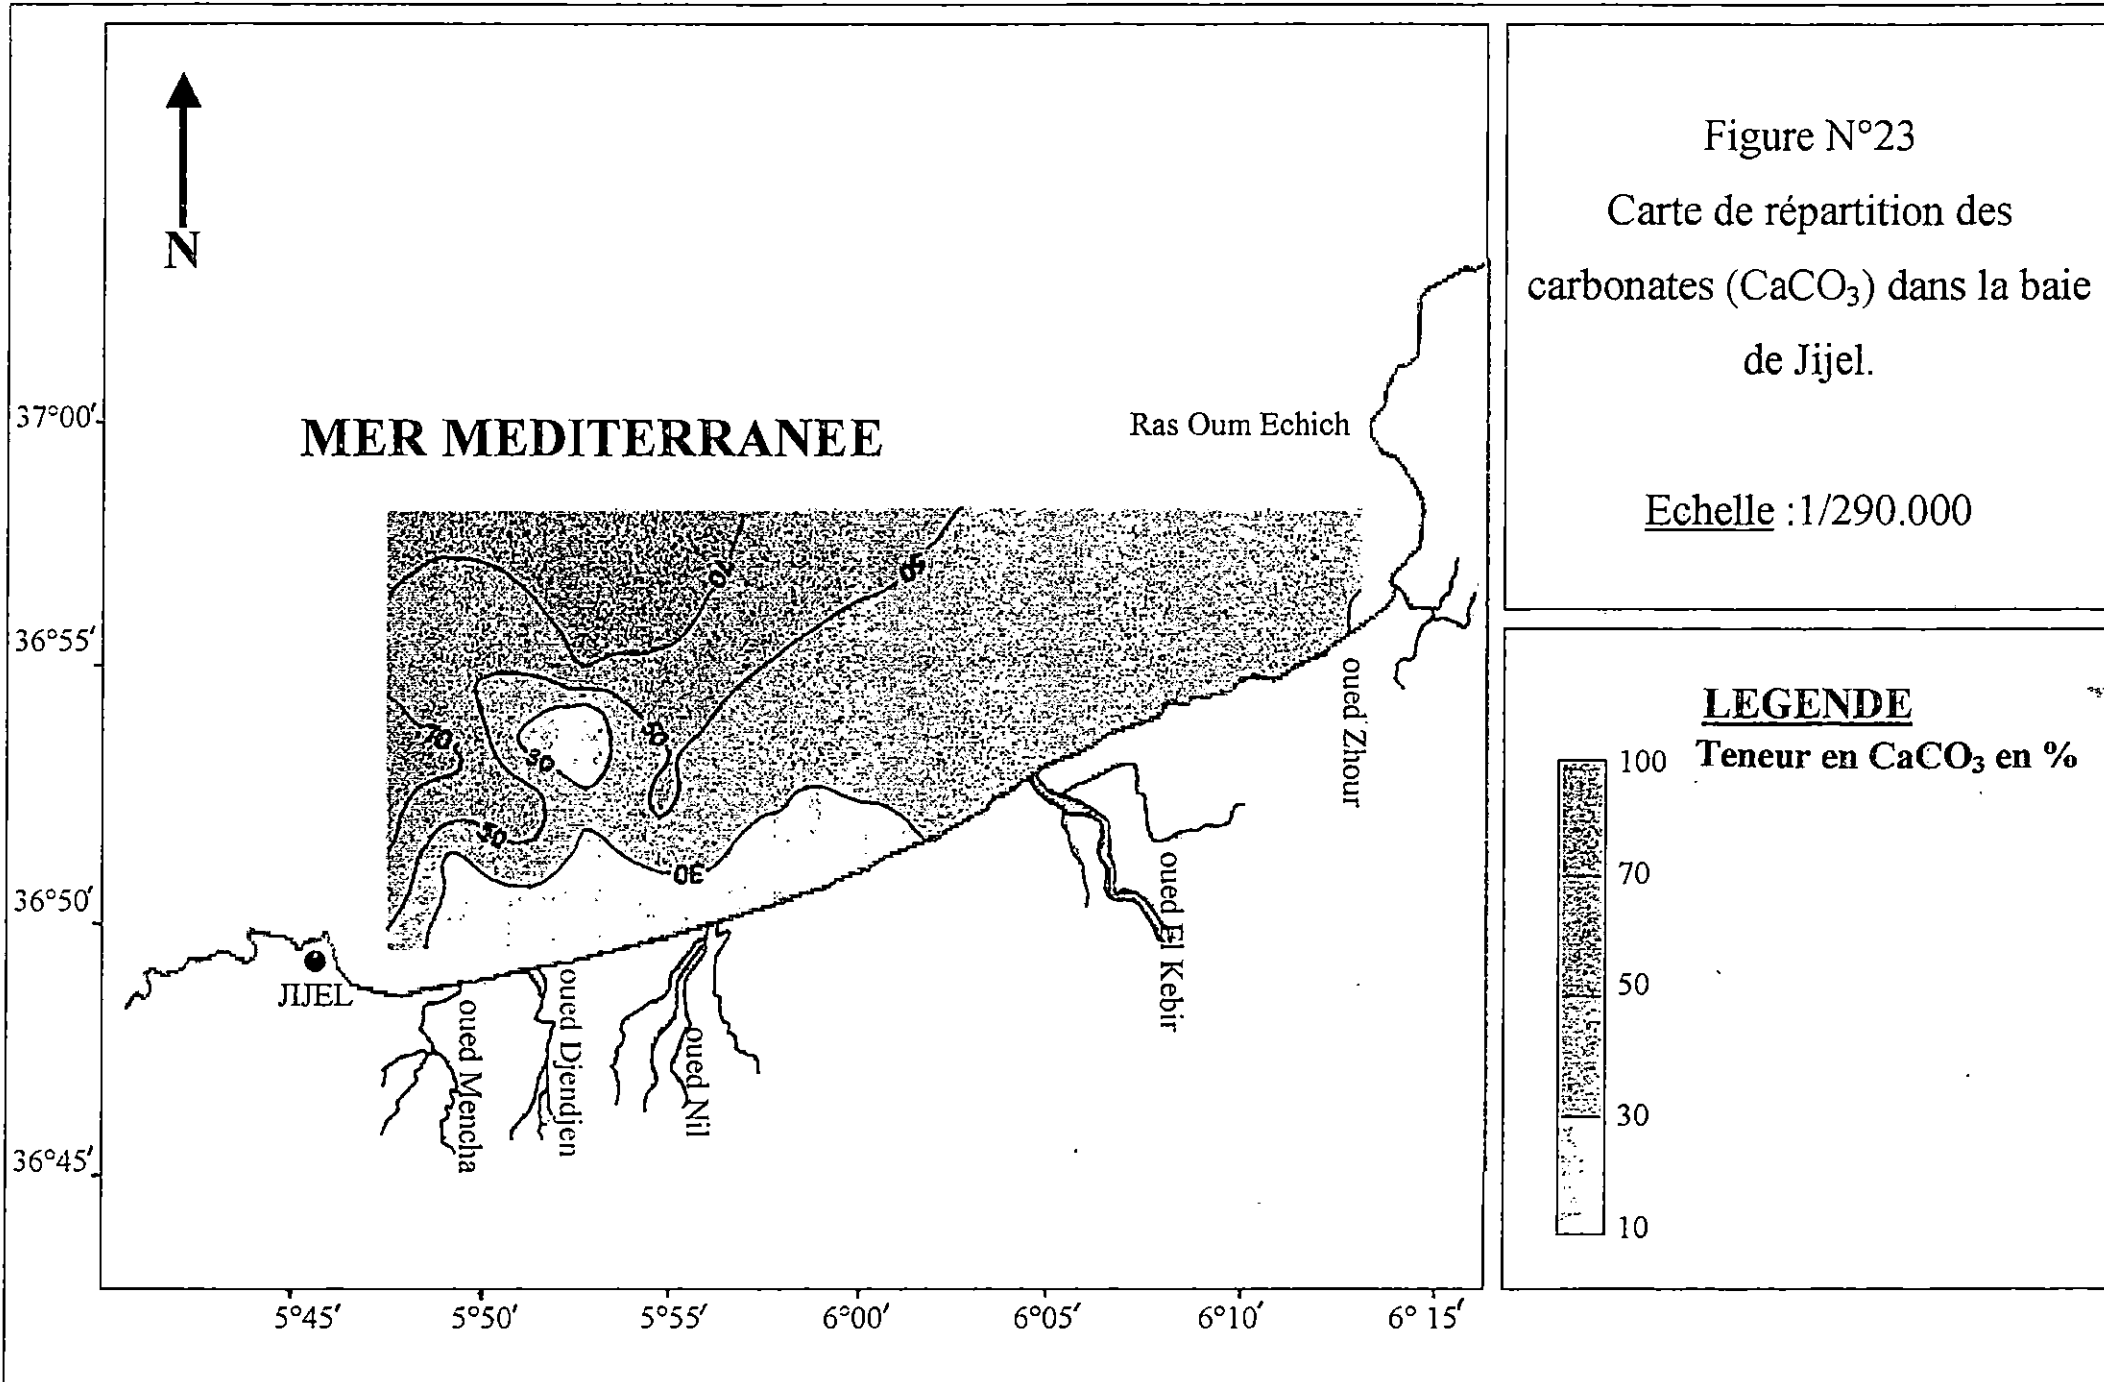 N
MER MEDITERRANEE
Ras Oum Echich
37°00'
36°55'
36°50'
36°45'
5°45'
5°50'
5°55'
6°00'
6°05'
6°10'
6° 15'
70
50
70
50
30
50
30
JIJEL
oued Mencha
oued Djendjen
oued Nil
oued El Kebir
oued Zhour
Figure N°23
Carte de répartition des
carbonates (CaCO₃) dans la baie
de Jijel.
Echelle :1/290.000
LEGENDE
Teneur en CaCO₃ en %
100
70
50
30
10